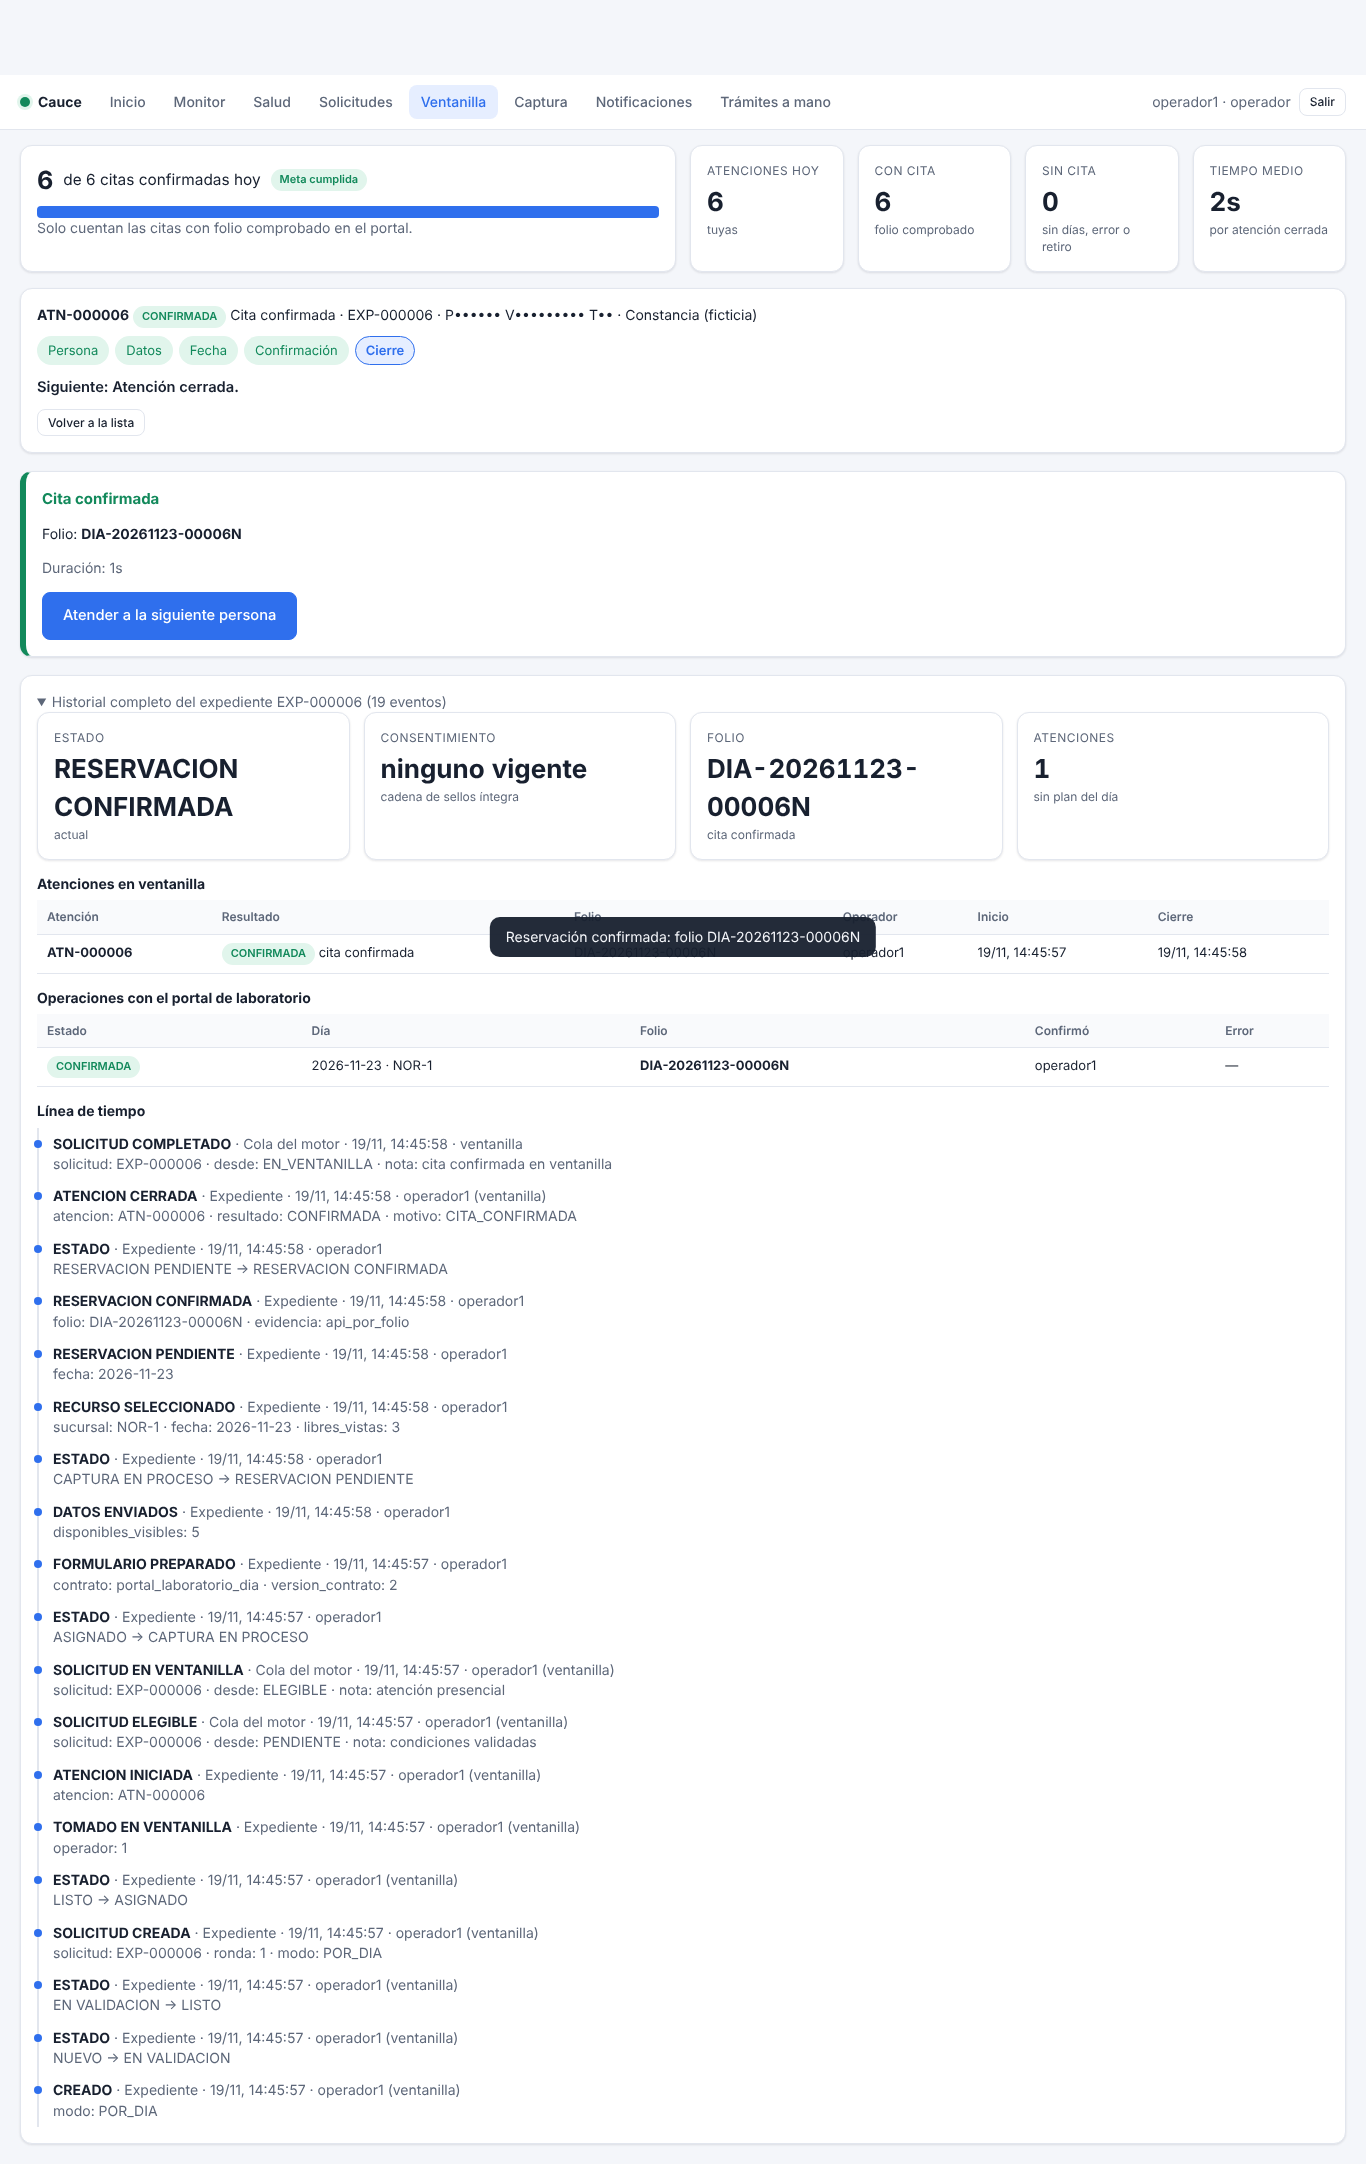 Cauce Inicio Monitor Salud Solicitudes Ventanilla Captura Notificaciones Trámites a mano operador1 · operador Salir
6 de 6 citas confirmadas hoy Meta cumplida
Solo cuentan las citas con folio comprobado en el portal.
ATENCIONES HOY
6
tuyas
CON CITA
6
folio comprobado
SIN CITA
0
sin días, error o
retiro
TIEMPO MEDIO
2s
por atención cerrada
ATN-000006 CONFIRMADA Cita confirmada · EXP-000006 · P•••••• V••••••••• T•• · Constancia (ficticia)
Persona Datos Fecha Confirmación Cierre
Siguiente: Atención cerrada.
Volver a la lista
Cita confirmada
Folio: DIA-20261123-00006N
Duración: 1s
Atender a la siguiente persona
▼ Historial completo del expediente EXP-000006 (19 eventos)
ESTADO
RESERVACION
CONFIRMADA
actual
CONSENTIMIENTO
ninguno vigente
cadena de sellos íntegra
FOLIO
DIA-20261123-
00006N
cita confirmada
ATENCIONES
1
sin plan del día
Atenciones en ventanilla
Atención Resultado Folio Operador Inicio Cierre
Reservación confirmada: folio DIA-20261123-00006N
ATN-000006 CONFIRMADA cita confirmada DIA-20261123-00006N operador1 19/11, 14:45:57 19/11, 14:45:58
Operaciones con el portal de laboratorio
Estado Día Folio Confirmó Error
CONFIRMADA 2026-11-23 · NOR-1 DIA-20261123-00006N operador1 —
Línea de tiempo
SOLICITUD COMPLETADO · Cola del motor · 19/11, 14:45:58 · ventanilla
solicitud: EXP-000006 · desde: EN_VENTANILLA · nota: cita confirmada en ventanilla
ATENCION CERRADA · Expediente · 19/11, 14:45:58 · operador1 (ventanilla)
atencion: ATN-000006 · resultado: CONFIRMADA · motivo: CITA_CONFIRMADA
ESTADO · Expediente · 19/11, 14:45:58 · operador1
RESERVACION PENDIENTE → RESERVACION CONFIRMADA
RESERVACION CONFIRMADA · Expediente · 19/11, 14:45:58 · operador1
folio: DIA-20261123-00006N · evidencia: api_por_folio
RESERVACION PENDIENTE · Expediente · 19/11, 14:45:58 · operador1
fecha: 2026-11-23
RECURSO SELECCIONADO · Expediente · 19/11, 14:45:58 · operador1
sucursal: NOR-1 · fecha: 2026-11-23 · libres_vistas: 3
ESTADO · Expediente · 19/11, 14:45:58 · operador1
CAPTURA EN PROCESO → RESERVACION PENDIENTE
DATOS ENVIADOS · Expediente · 19/11, 14:45:58 · operador1
disponibles_visibles: 5
FORMULARIO PREPARADO · Expediente · 19/11, 14:45:57 · operador1
contrato: portal_laboratorio_dia · version_contrato: 2
ESTADO · Expediente · 19/11, 14:45:57 · operador1
ASIGNADO → CAPTURA EN PROCESO
SOLICITUD EN VENTANILLA · Cola del motor · 19/11, 14:45:57 · operador1 (ventanilla)
solicitud: EXP-000006 · desde: ELEGIBLE · nota: atención presencial
SOLICITUD ELEGIBLE · Cola del motor · 19/11, 14:45:57 · operador1 (ventanilla)
solicitud: EXP-000006 · desde: PENDIENTE · nota: condiciones validadas
ATENCION INICIADA · Expediente · 19/11, 14:45:57 · operador1 (ventanilla)
atencion: ATN-000006
TOMADO EN VENTANILLA · Expediente · 19/11, 14:45:57 · operador1 (ventanilla)
operador: 1
ESTADO · Expediente · 19/11, 14:45:57 · operador1 (ventanilla)
LISTO → ASIGNADO
SOLICITUD CREADA · Expediente · 19/11, 14:45:57 · operador1 (ventanilla)
solicitud: EXP-000006 · ronda: 1 · modo: POR_DIA
ESTADO · Expediente · 19/11, 14:45:57 · operador1 (ventanilla)
EN VALIDACION → LISTO
ESTADO · Expediente · 19/11, 14:45:57 · operador1 (ventanilla)
NUEVO → EN VALIDACION
CREADO · Expediente · 19/11, 14:45:57 · operador1 (ventanilla)
modo: POR_DIA